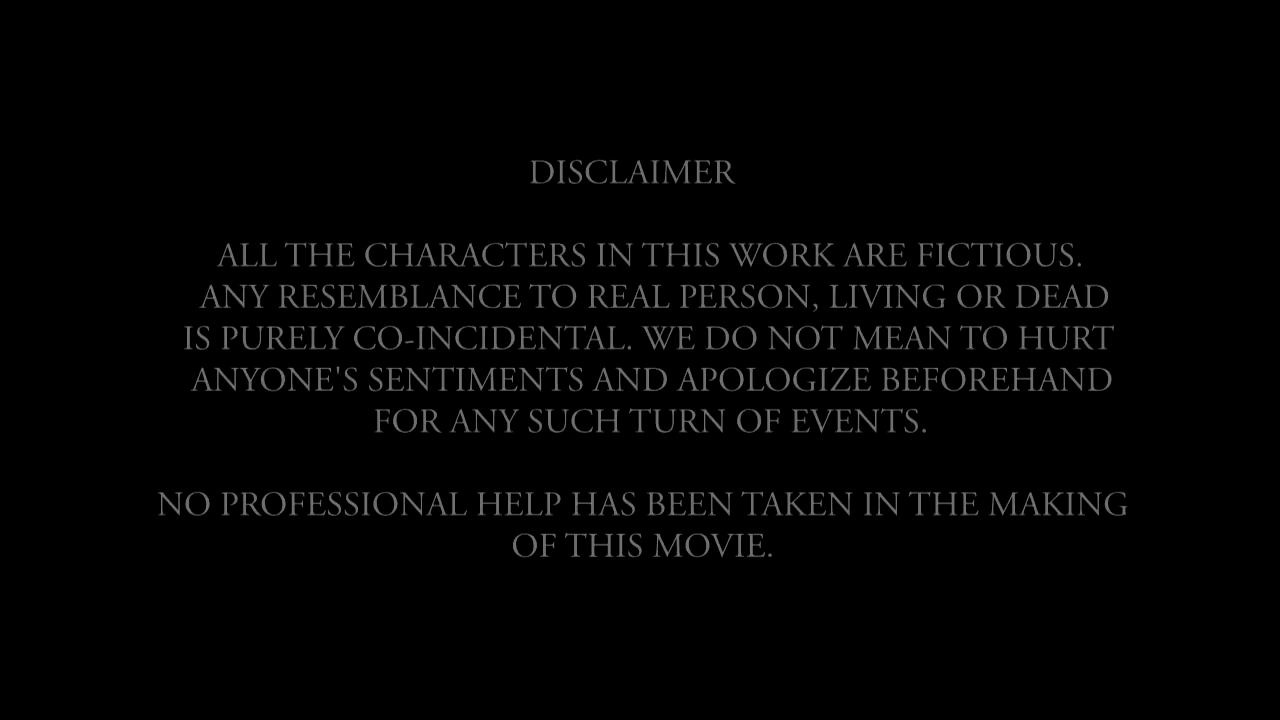 DISCLAIMER
ALL THE CHARACTERS IN THIS WORK ARE FICTIOUS.
ANY RESEMBLANCE TO REAL PERSON, LIVING OR DEAD
IS PURELY CO-INCIDENTAL. WE DO NOT MEAN TO HURT
ANYONE'S SENTIMENTS AND APOLOGIZE BEFOREHAND
FOR ANY SUCH TURN OF EVENTS.
NO PROFESSIONAL HELP HAS BEEN TAKEN IN THE MAKING
OF THIS MOVIE.